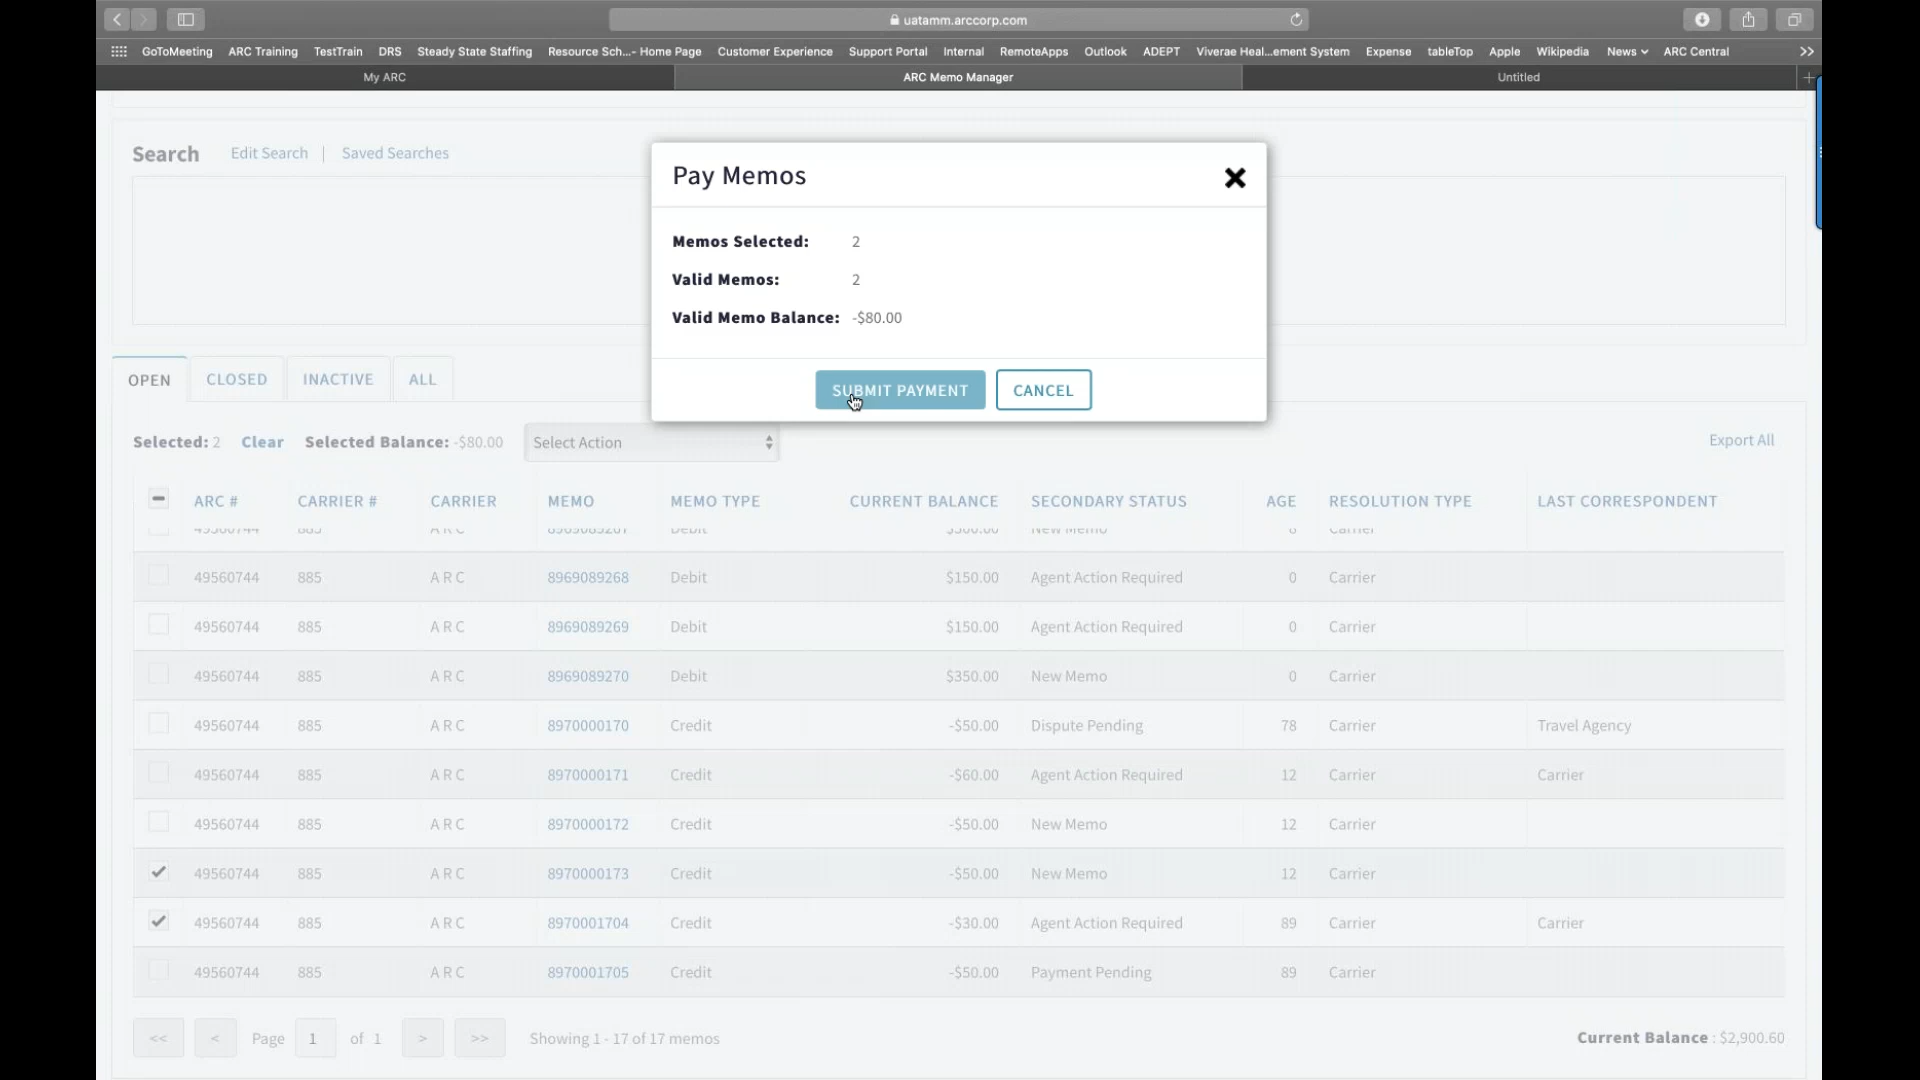 uatamm.arccorp.com
GoToMeeting ARC Training TestTrain DRS Steady State Staffing Resource Sch...- Home Page Customer Experience Support Portal Internal RemoteApps Outlook ADEPT Viverae Heal...ement System Expense tableTop Apple Wikipedia News ARC Central >>
My ARC ARC Memo Manager Untitled
Search Edit Search | Saved Searches
Pay Memos
Memos Selected: 2
Valid Memos: 2
Valid Memo Balance: -$80.00
SUBMIT PAYMENT CANCEL
OPEN CLOSED INACTIVE ALL
Selected: 2 Clear Selected Balance: -$80.00 Select Action Export All
ARC # CARRIER # CARRIER MEMO MEMO TYPE CURRENT BALANCE SECONDARY STATUS AGE RESOLUTION TYPE LAST CORRESPONDENT
49560744 885 A R C 8969089267 Debit New Memo Carrier
49560744 885 A R C 8969089268 Debit $150.00 Agent Action Required 0 Carrier
49560744 885 A R C 8969089269 Debit $150.00 Agent Action Required 0 Carrier
49560744 885 A R C 8969089270 Debit $350.00 New Memo 0 Carrier
49560744 885 A R C 8970000170 Credit -$50.00 Dispute Pending 78 Carrier Travel Agency
49560744 885 A R C 8970000171 Credit -$60.00 Agent Action Required 12 Carrier Carrier
49560744 885 A R C 8970000172 Credit -$50.00 New Memo 12 Carrier
49560744 885 A R C 8970000173 Credit -$50.00 New Memo 12 Carrier
49560744 885 A R C 8970001704 Credit -$30.00 Agent Action Required 89 Carrier Carrier
49560744 885 A R C 8970001705 Credit -$50.00 Payment Pending 89 Carrier
<< < Page 1 of 1 > >> Showing 1 - 17 of 17 memos Current Balance : $2,900.60